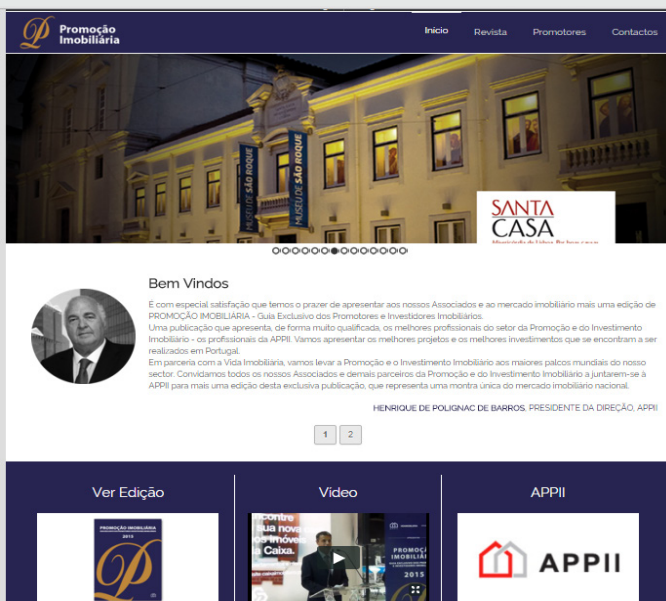 Promoção
Imobiliária
Início
Revista
Promotores
Contactos
MUSEU DE SÃO ROQUE
MUSEU DE SÃO ROQUE
SANTA
CASA
Bem Vindos
É com especial satisfação que temos o prazer de apresentar aos nossos Associados e ao mercado imobiliário mais uma edição de
PROMOÇÃO IMOBILIÁRIA - Guia Exclusivo dos Promotores e Investidores Imobiliários.
Uma publicação que apresenta, de forma muito qualificada, os melhores profissionais do setor da Promoção e do Investimento
Imobiliário - os profissionais da APPII. Vamos apresentar os melhores projetos e os melhores investimentos que se encontram a ser
realizados em Portugal.
Em parceria com a Vida Imobiliária, vamos levar a Promoção e o Investimento Imobiliário aos maiores palcos mundiais do nosso
sector. Convidamos todos os nossos Associados e demais parceiros da Promoção e do Investimento Imobiliário a juntarem-se à
APPII para mais uma edição desta exclusiva publicação, que representa uma montra única do mercado imobiliário nacional.
HENRIQUE DE POLIGNAC DE BARROS, PRESIDENTE DA DIREÇÃO, APPII
1 2
Ver Edição
Video
APPII
PROMOÇÃO IMOBILIÁRIA
2015
sua nova
Caixa.
2015
APPII